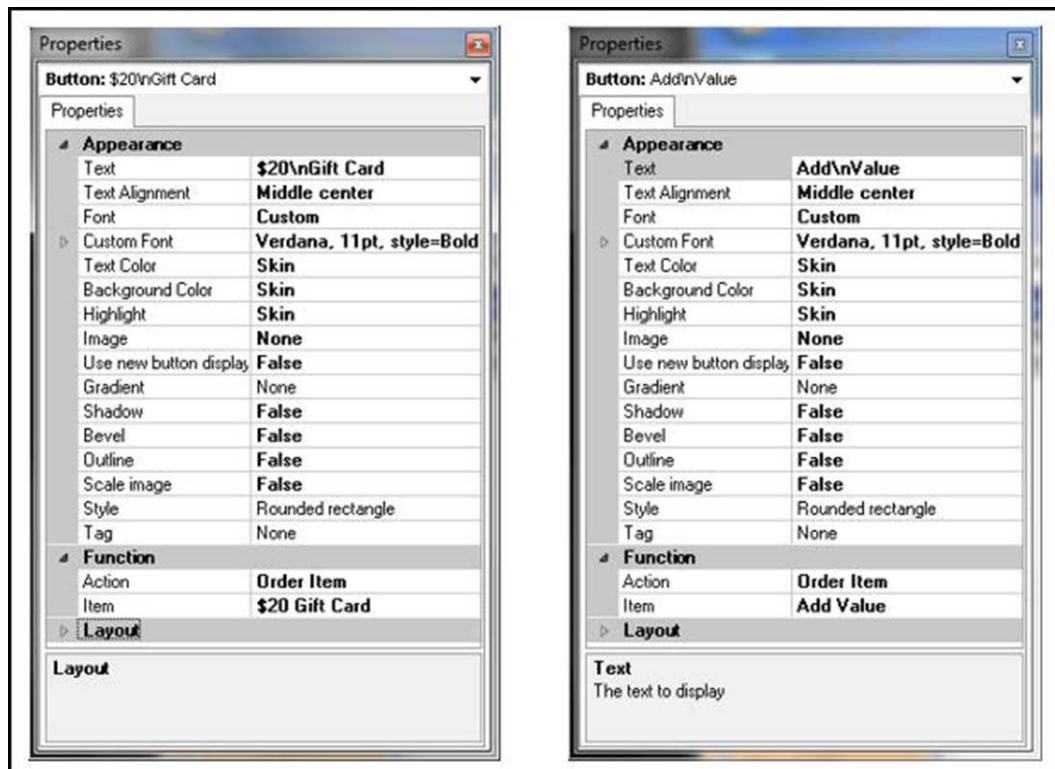 Properties
Button: $20\nGift Card
Properties
Appearance
Text $20\nGift Card
Text Alignment Middle center
Font Custom
Custom Font Verdana, 11pt, style=Bold
Text Color Skin
Background Color Skin
Highlight Skin
Image None
Use new button display False
Gradient None
Shadow False
Bevel False
Outline False
Scale image False
Style Rounded rectangle
Tag None
Function
Action Order Item
Item $20 Gift Card
Layout
Layout
Properties
Button: Add\nValue
Properties
Appearance
Text Add\nValue
Text Alignment Middle center
Font Custom
Custom Font Verdana, 11pt, style=Bold
Text Color Skin
Background Color Skin
Highlight Skin
Image None
Use new button display False
Gradient None
Shadow False
Bevel False
Outline False
Scale image False
Style Rounded rectangle
Tag None
Function
Action Order Item
Item Add Value
Layout
Text
The text to display